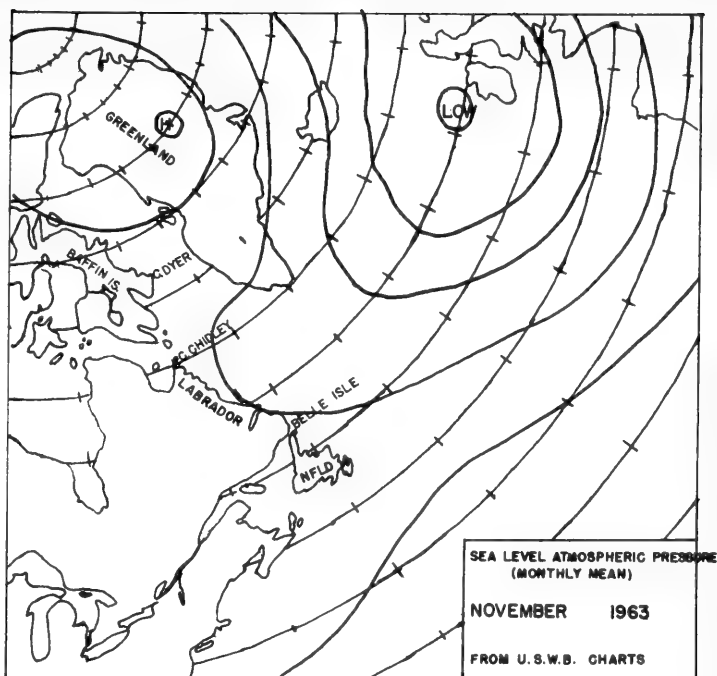 H
LOW
GREENLAND
BAFFIN IS.
C.DYER
C.CHIDLEY
LABRADOR
BELLE ISLE
NFLD
SEA LEVEL ATMOSPHERIC PRESSURE
(MONTHLY MEAN)
NOVEMBER 1963
FROM U.S.W.B. CHARTS